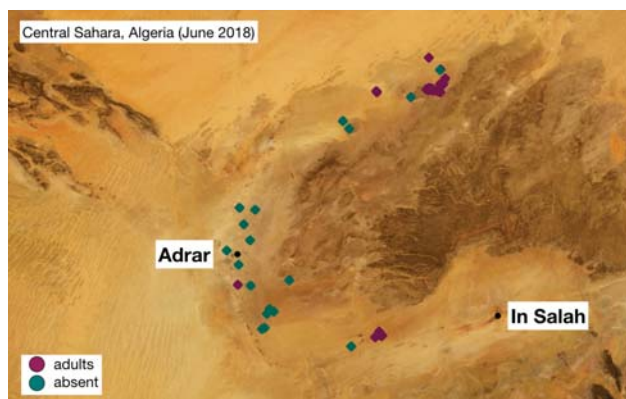 Central Sahara, Algeria (June 2018)
Adrar
In Salah
adults
absent